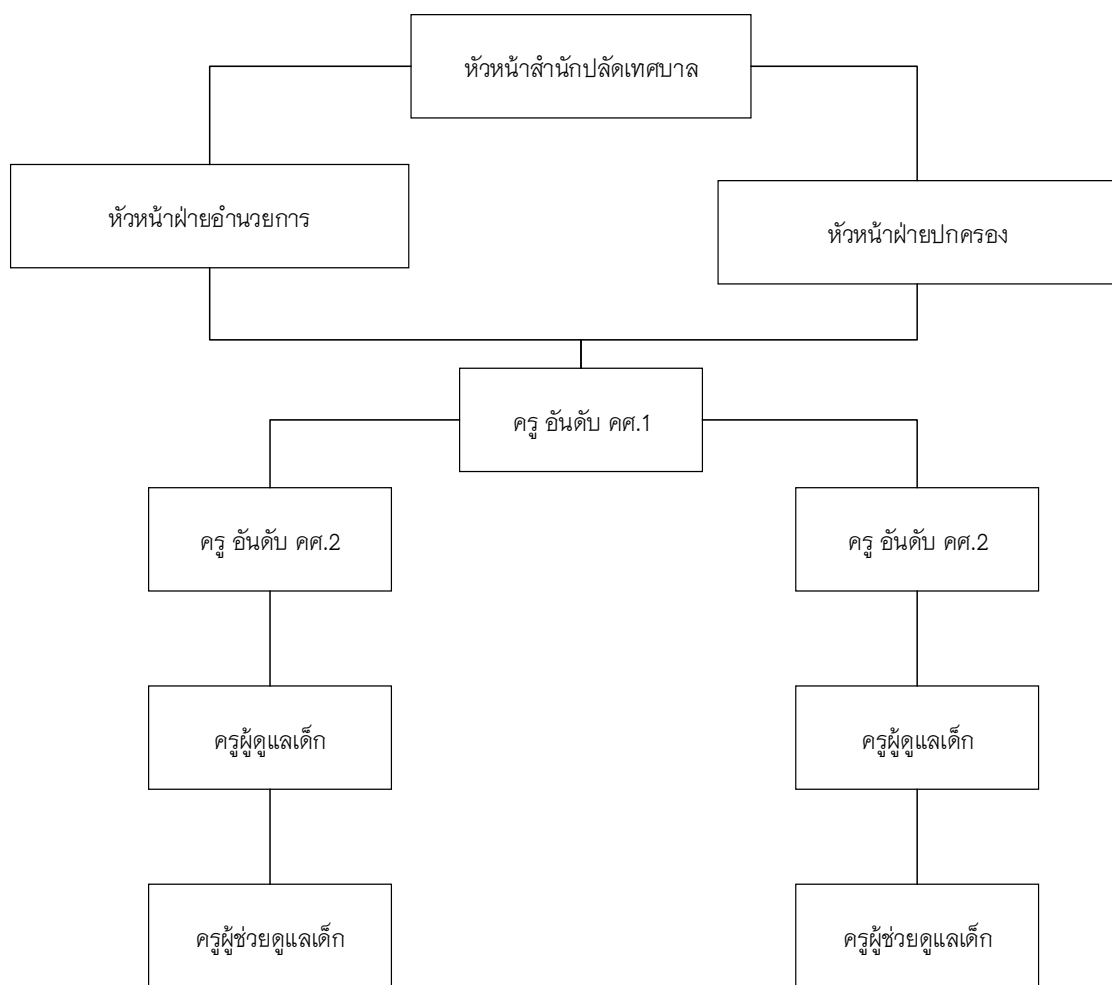 หัวหน้าสำนักปลัดเทศบาล
หัวหน้าฝ่ายอำนวยการ
หัวหน้าฝ่ายปกครอง
ครู อันดับ คศ.1
ครู อันดับ คศ.2
ครู อันดับ คศ.2
ครูผู้ดูแลเด็ก
ครูผู้ดูแลเด็ก
ครูผู้ช่วยดูแลเด็ก
ครูผู้ช่วยดูแลเด็ก